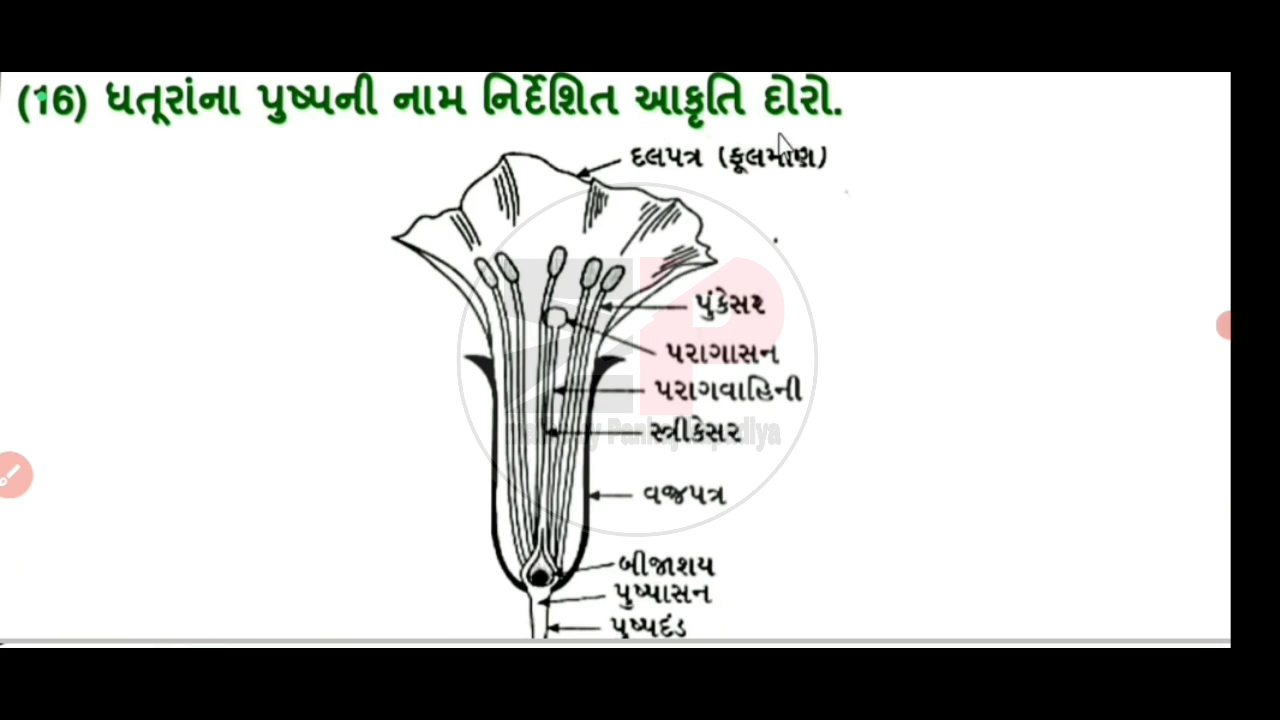 (16) ધતૂરાંના પુષ્પની નામ નિર્દેશિત આકૃતિ દોરો.
દલપત્ર (ફૂલમણિ)
પુંકેસર
પરાગાસન
પરાગવાહિની
સ્ત્રીકેસર
વજપત્ર
બીજાશય
પુષ્પાસન
પુષ્પદંડ